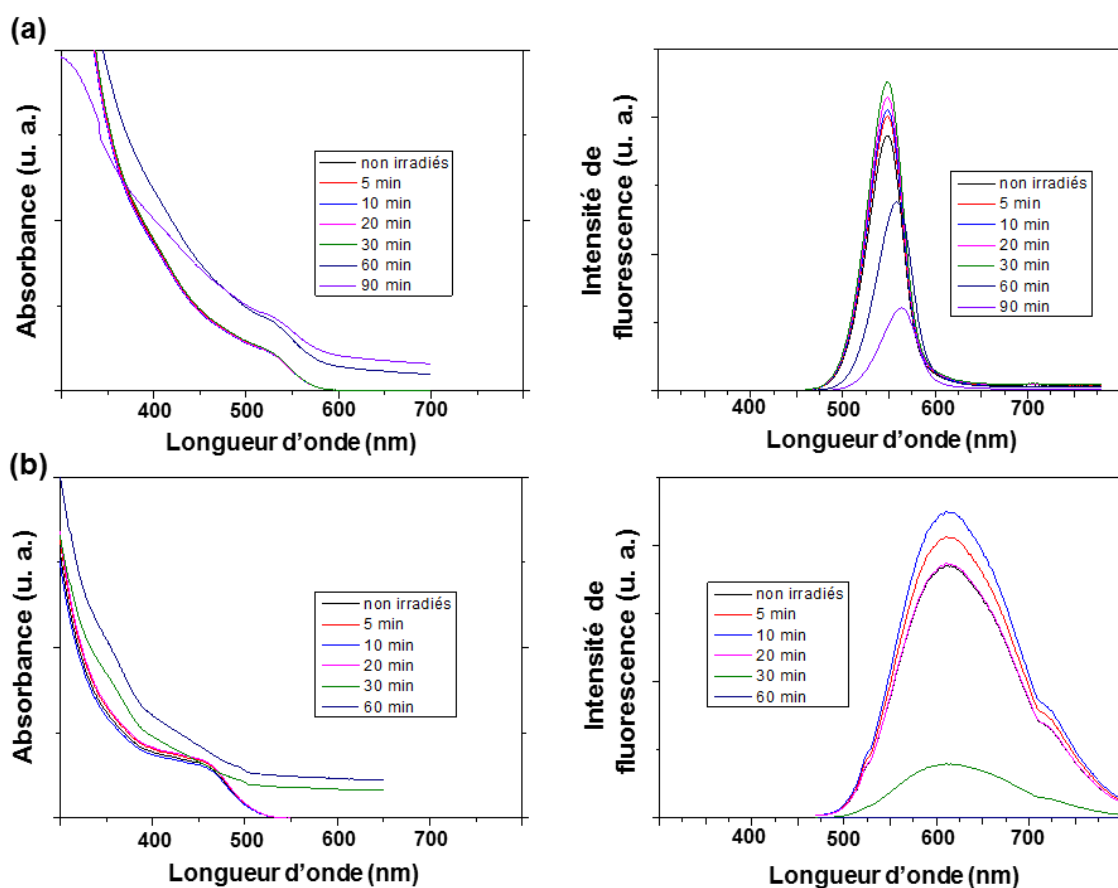 (a)
Absorbance (u. a.)
non irradiés
5 min
10 min
20 min
30 min
60 min
90 min
400 500 600 700
Longueur d'onde (nm)
Intensité de
fluorescence (u. a.)
non irradiés
5 min
10 min
20 min
30 min
60 min
90 min
400 500 600 700
Longueur d'onde (nm)
(b)
Absorbance (u. a.)
non irradiés
5 min
10 min
20 min
30 min
60 min
400 500 600 700
Longueur d'onde (nm)
Intensité de
fluorescence (u. a.)
non irradiés
5 min
10 min
20 min
30 min
60 min
400 500 600 700
Longueur d'onde (nm)